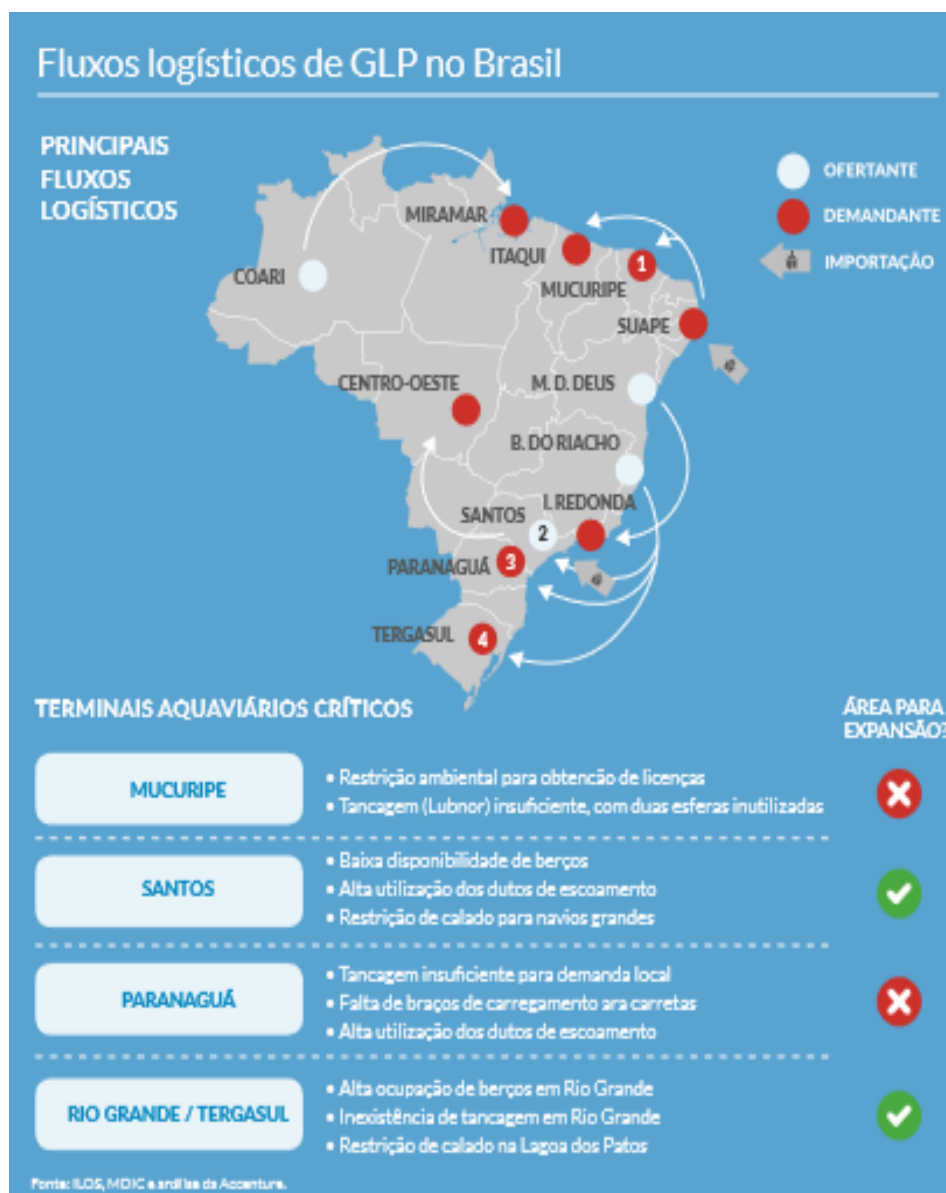 Fluxos logísticos de GLP no Brasil
PRINCIPAIS
FLUXOS
LOGÍSTICOS
OFERTANTE
DEMANDANTE
IMPORTAÇÃO
MIRAMAR
ITAQUI
COARI
1
MUCURIPE
SUAPE
CENTRO-OESTE
M. D. DEUS
B. DO RIACHO
I. REDONDA
SANTOS
2
PARANAGUÁ
3
TERGASUL
4
TERMINAIS AQUAVIÁRIOS CRÍTICOS
ÁREA PARA
EXPANSÃO?
MUCURIPE
• Restrição ambiental para obtencão de licenças
• Tancagem (Lubnor) insuficiente, com duas esferas inutilizadas
SANTOS
• Baixa disponibilidade de berços
• Alta utilização dos dutos de escoamento
• Restrição de calado para navios grandes
PARANAGUÁ
• Tancagem insuficiente para demanda local
• Falta de braços de carregamento ara carretas
• Alta utilização dos dutos de escoamento
RIO GRANDE / TERGASUL
• Alta ocupação de berços em Rio Grande
• Inexistência de tancagem em Rio Grande
• Restrição de calado na Lagoa dos Patos
Fonte: ILOS, MDIC e análise da Accenture.